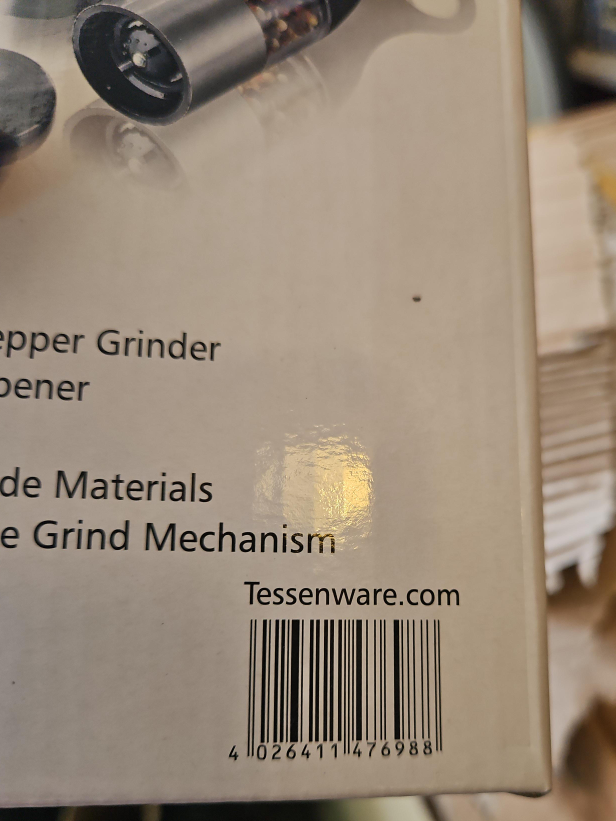 epper Grinder
pener
de Materials
e Grind Mechanism
Tessenware.com
4 026411 476988